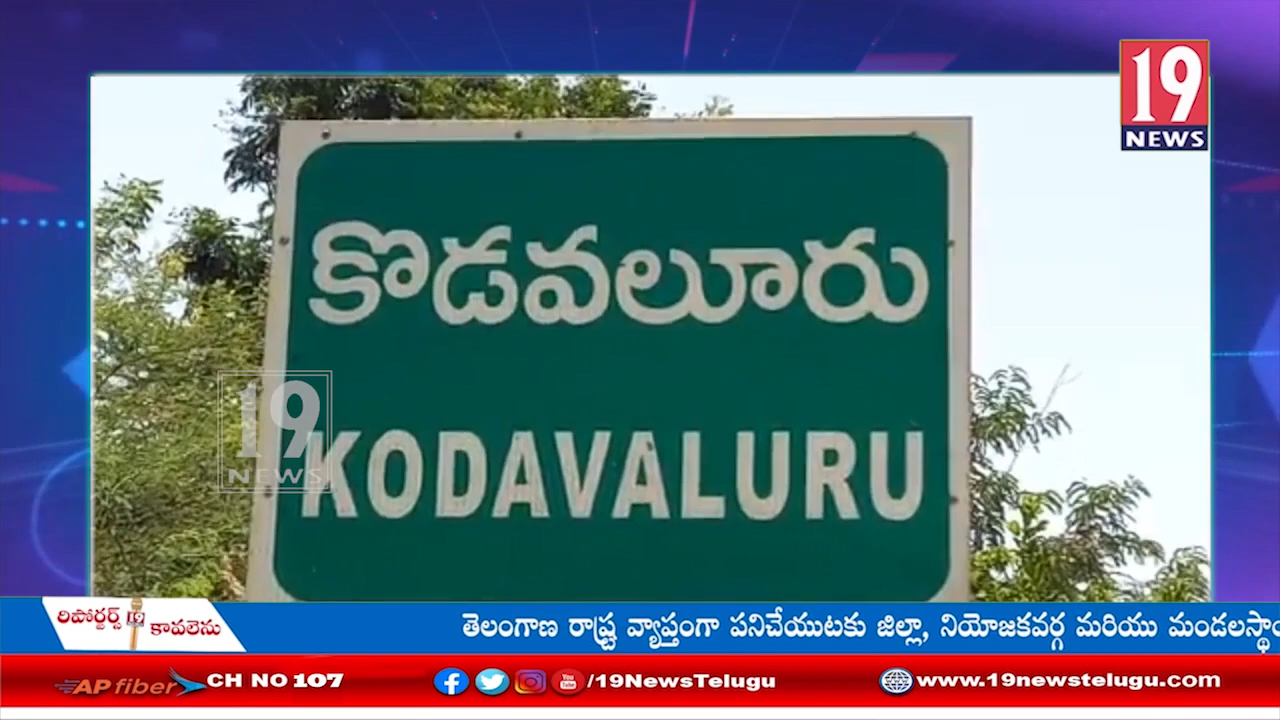 19
NEWS
కొడవలూరు
KODAVALURU
19
NEWS
రిపోర్టర్స్ 19 కావలెను
తెలంగాణ రాష్ట్ర వ్యాప్తంగా పనిచేయుటకు జిల్లా, నియోజకవర్గ మరియు
AP fiber CH NO 107 /19NewsTelugu www.19newstelugu.com